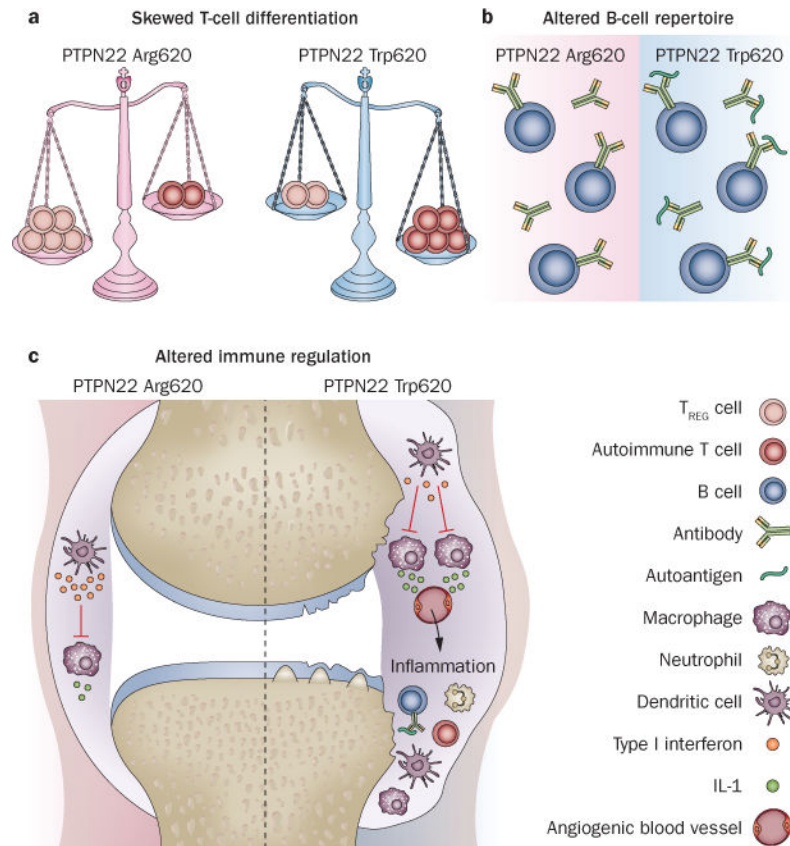 a Skewed T-cell differentiation
PTPN22 Arg620 PTPN22 Trp620
b Altered B-cell repertoire
PTPN22 Arg620 PTPN22 Trp620
c Altered immune regulation
PTPN22 Arg620 PTPN22 Trp620
Inflammation
TREG cell
Autoimmune T cell
B cell
Antibody
Autoantigen
Macrophage
Neutrophil
Dendritic cell
Type I interferon
IL-1
Angiogenic blood vessel